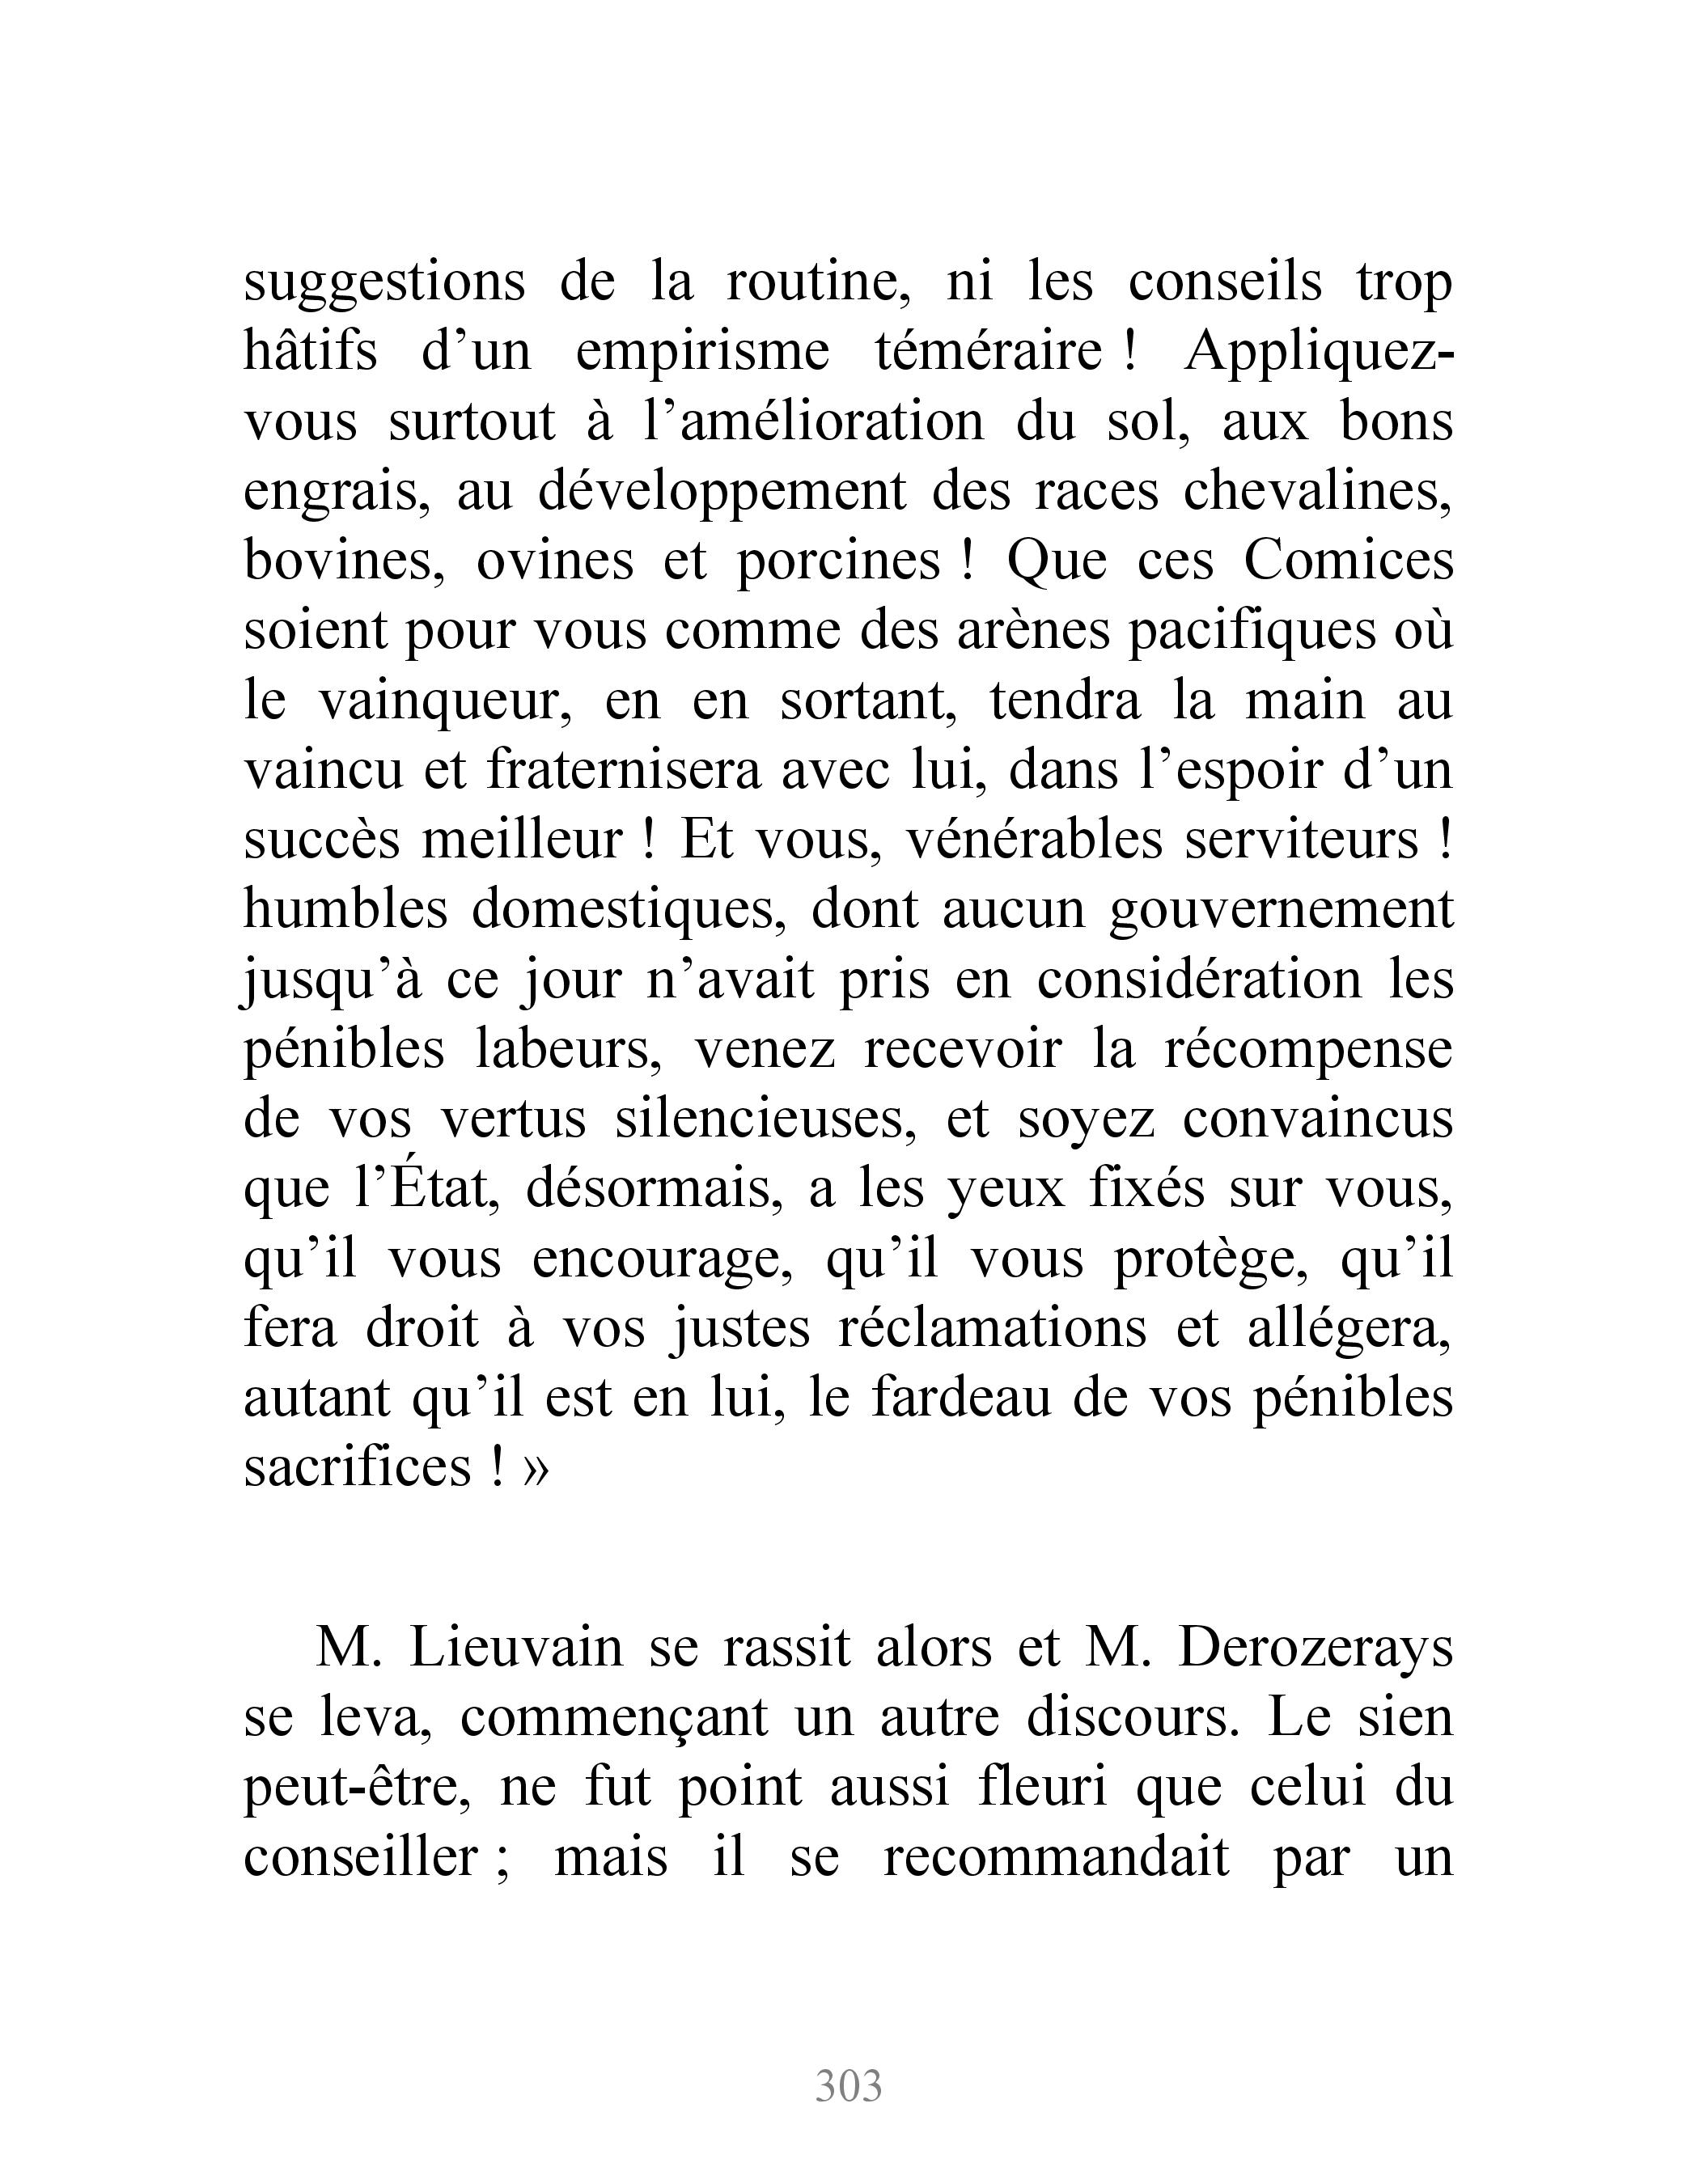 suggestions de la routine, ni les conseils trop
hâtifs d’un empirisme téméraire ! Appliquez-
vous surtout à l’amélioration du sol, aux bons
engrais, au développement des races chevalines,
bovines, ovines et porcines ! Que ces Comices
soient pour vous comme des arènes pacifiques où
le vainqueur, en en sortant, tendra la main au
vaincu et fraternisera avec lui, dans l’espoir d’un
succès meilleur ! Et vous, vénérables serviteurs !
humbles domestiques, dont aucun gouvernement
jusqu’à ce jour n’avait pris en considération les
pénibles labeurs, venez recevoir la récompense
de vos vertus silencieuses, et soyez convaincus
que l’État, désormais, a les yeux fixés sur vous,
qu’il vous encourage, qu’il vous protège, qu’il
fera droit à vos justes réclamations et allégera,
autant qu’il est en lui, le fardeau de vos pénibles
sacrifices ! »
M. Lieuvain se rassit alors et M. Derozerays
se leva, commençant un autre discours. Le sien
peut-être, ne fut point aussi fleuri que celui du
conseiller ; mais il se recommandait par un
303